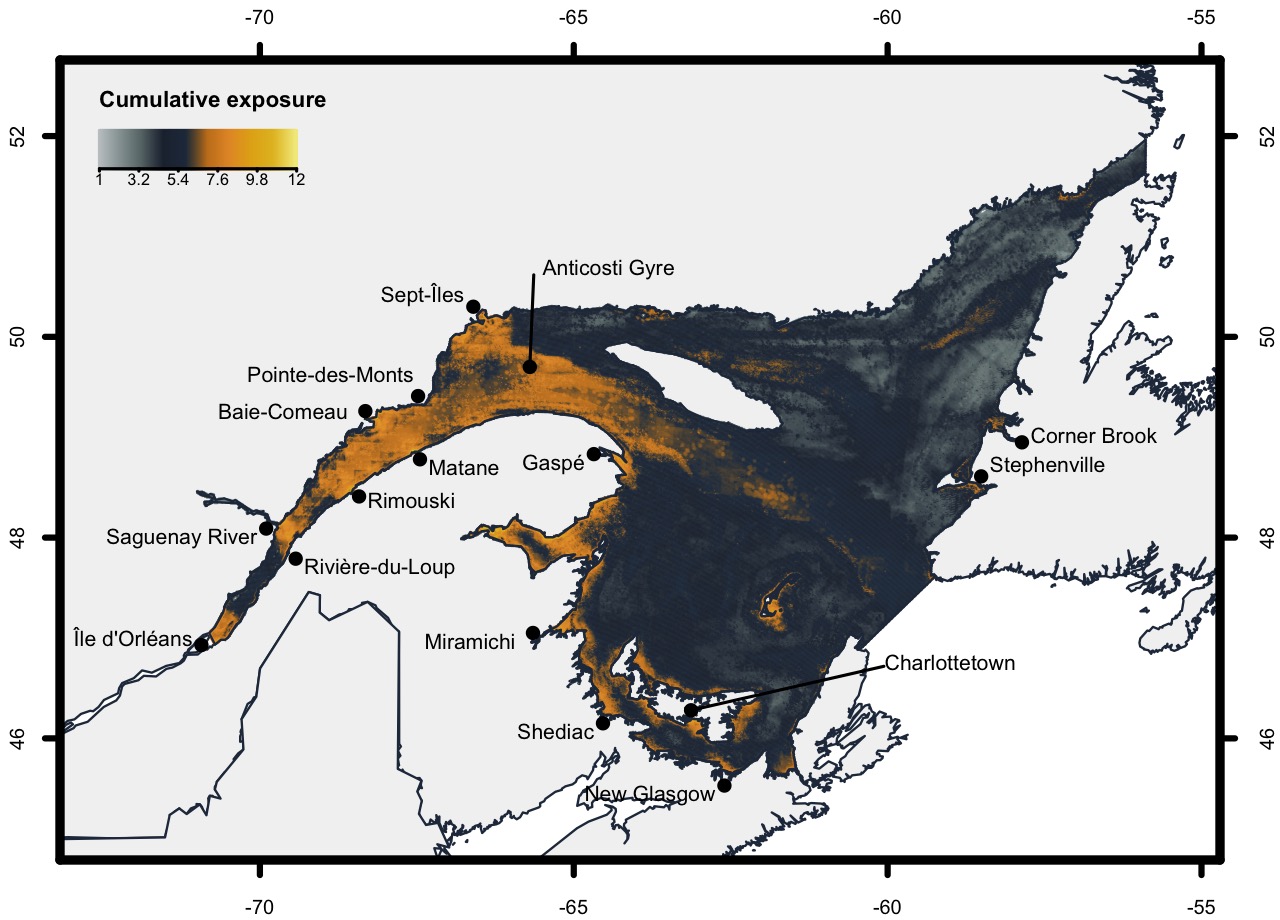 -70 -65 -60 -55
Cumulative exposure
1 3.2 5.4 7.6 9.8 12
52 52
Anticosti Gyre
Sept-Îles
50 50
Pointe-des-Monts
Baie-Comeau
Corner Brook
Matane Gaspé Stephenville
Rimouski
48 48
Saguenay River
Rivière-du-Loup
Île d'Orléans Miramichi
Charlottetown
Shediac
46 46
New Glasgow
-70 -65 -60 -55